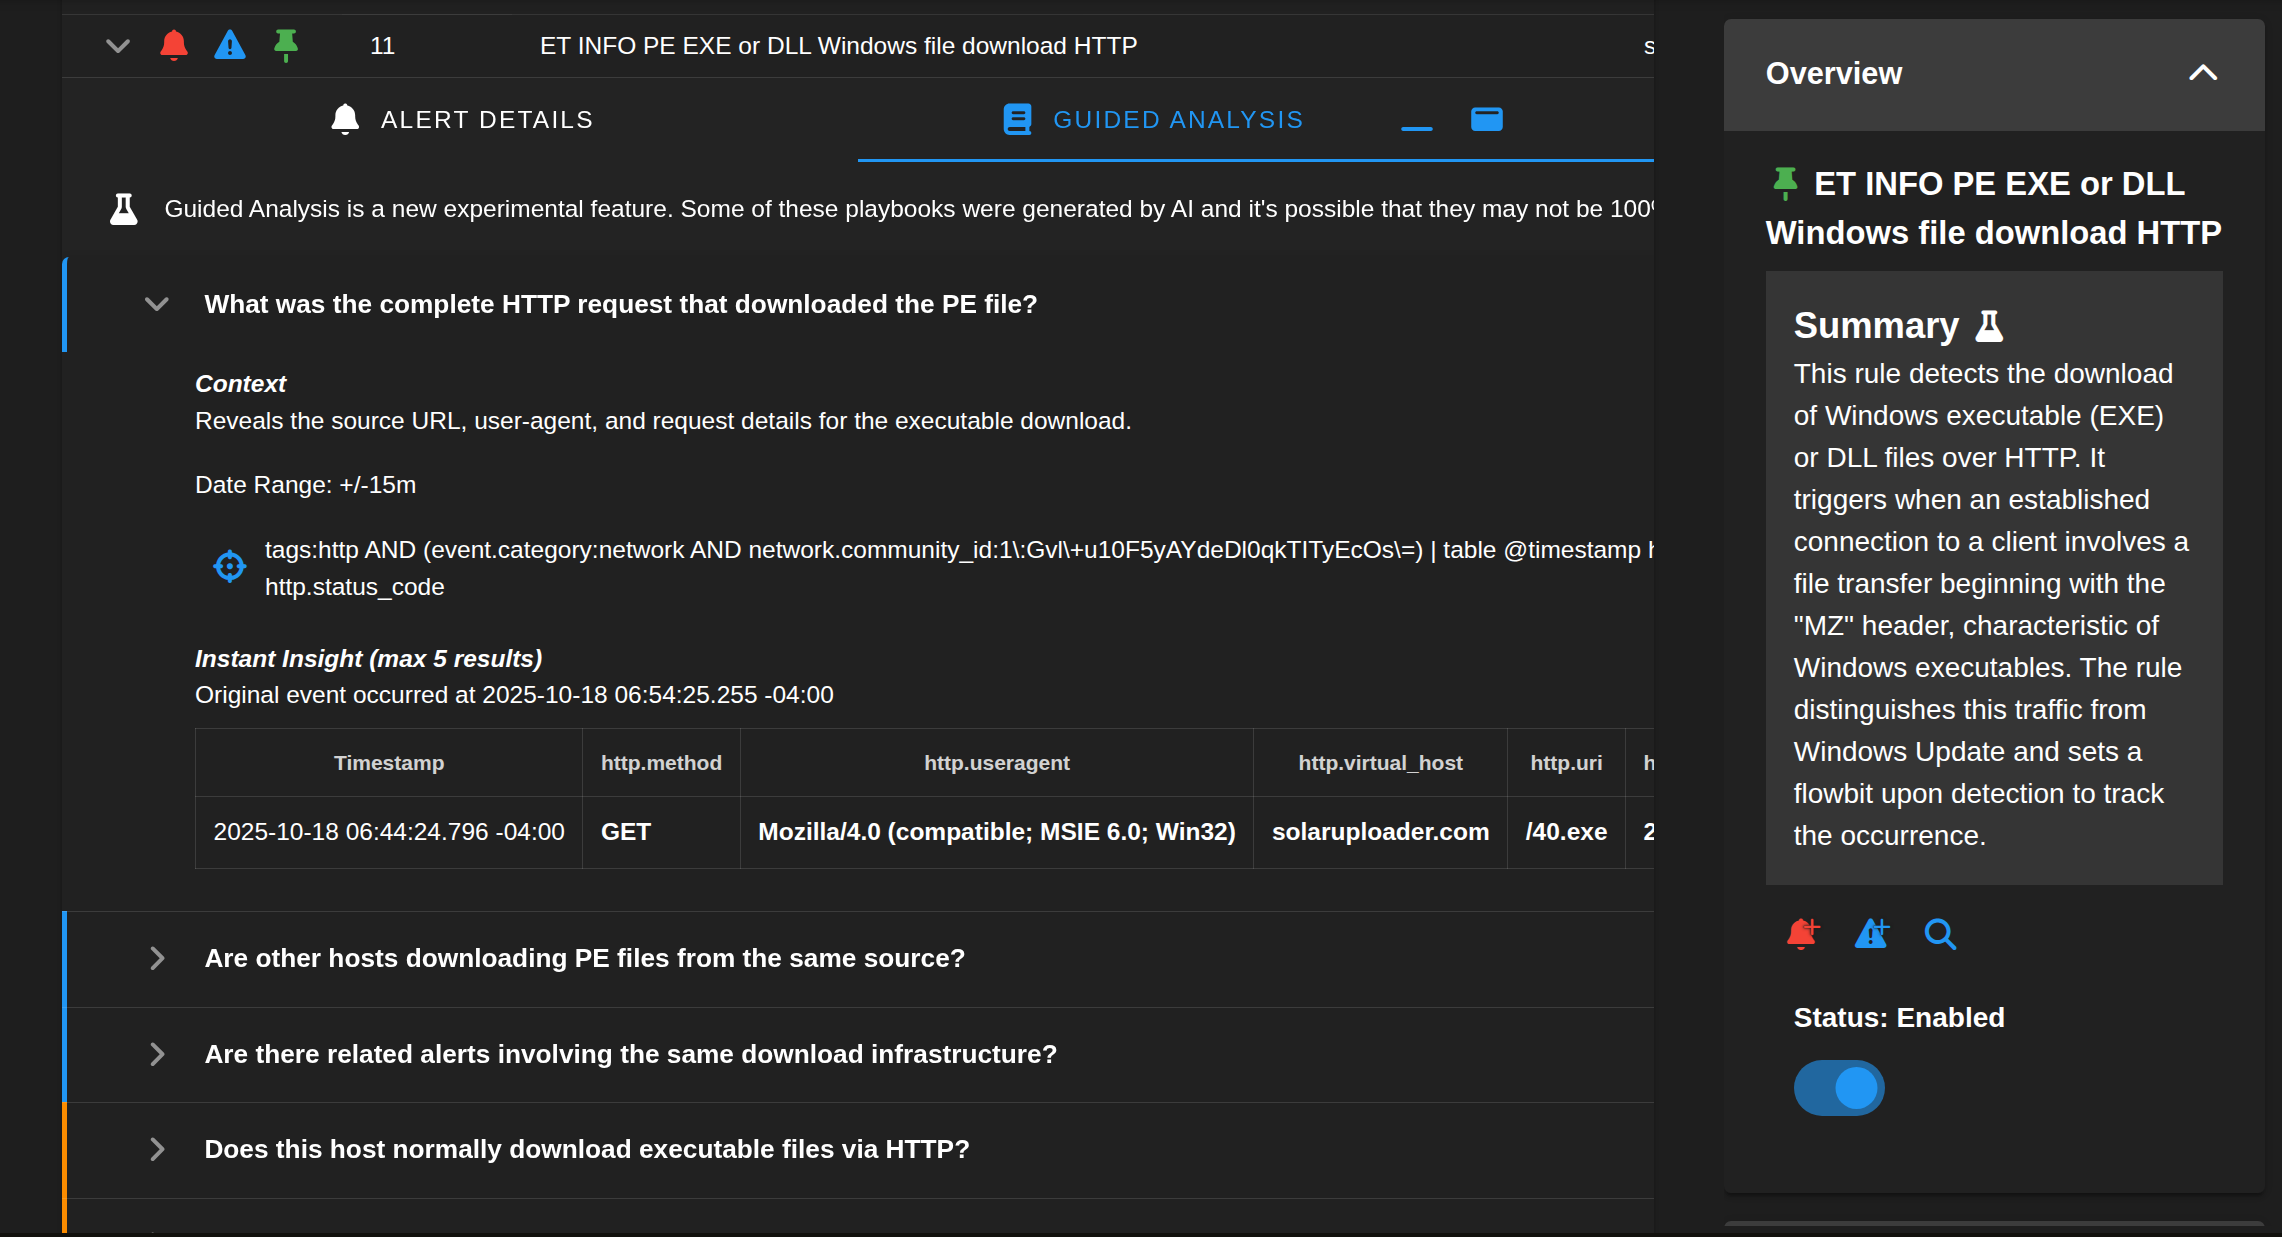 11 ET INFO PE EXE or DLL Windows file download HTTP s
ALERT DETAILS GUIDED ANALYSIS
Guided Analysis is a new experimental feature. Some of these playbooks were generated by AI and it's possible that they may not be 100%
What was the complete HTTP request that downloaded the PE file?
Context
Reveals the source URL, user-agent, and request details for the executable download.
Date Range: +/-15m
tags:http AND (event.category:network AND network.community_id:1\:Gvl\+u10F5yAYdeDl0qkTITyEcOs\=) | table @timestamp h
http.status_code
Instant Insight (max 5 results)
Original event occurred at 2025-10-18 06:54:25.255 -04:00
Timestamp http.method http.useragent http.virtual_host http.uri h
2025-10-18 06:44:24.796 -04:00 GET Mozilla/4.0 (compatible; MSIE 6.0; Win32) solaruploader.com /40.exe 2
Are other hosts downloading PE files from the same source?
Are there related alerts involving the same download infrastructure?
Does this host normally download executable files via HTTP?
Overview
ET INFO PE EXE or DLL
Windows file download HTTP
Summary
This rule detects the download
of Windows executable (EXE)
or DLL files over HTTP. It
triggers when an established
connection to a client involves a
file transfer beginning with the
"MZ" header, characteristic of
Windows executables. The rule
distinguishes this traffic from
Windows Update and sets a
flowbit upon detection to track
the occurrence.
Status: Enabled